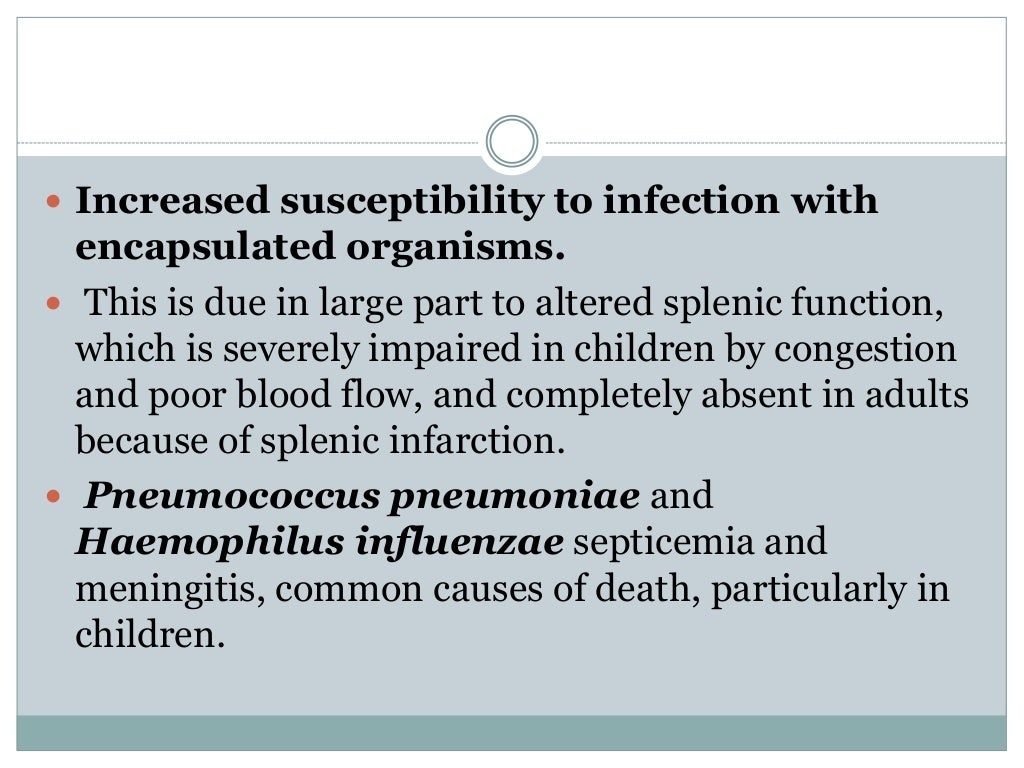 • Increased susceptibility to infection with
encapsulated organisms.
• This is due in large part to altered splenic function,
which is severely impaired in children by congestion
and poor blood flow, and completely absent in adults
because of splenic infarction.
• Pneumococcus pneumoniae and
Haemophilus influenzae septicemia and
meningitis, common causes of death, particularly in
children.